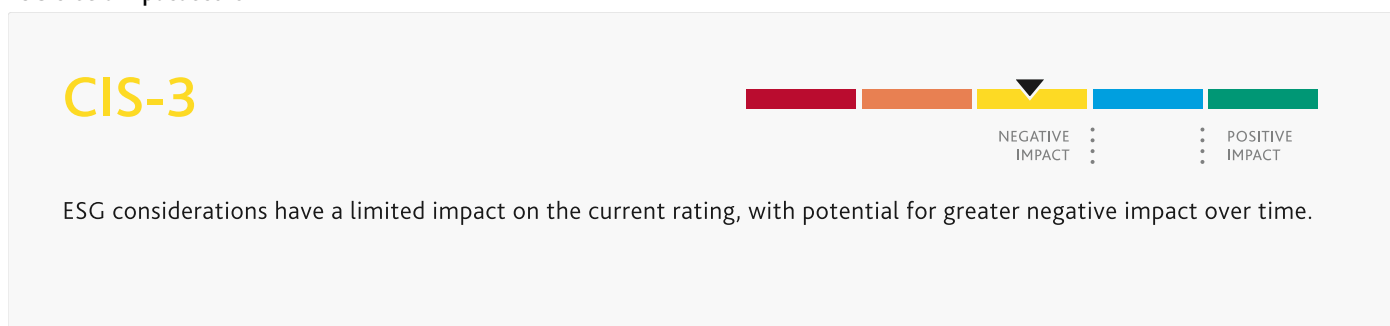 CIS-3
NEGATIVE
IMPACT
POSITIVE
IMPACT
ESG considerations have a limited impact on the current rating, with potential for greater negative impact over time.